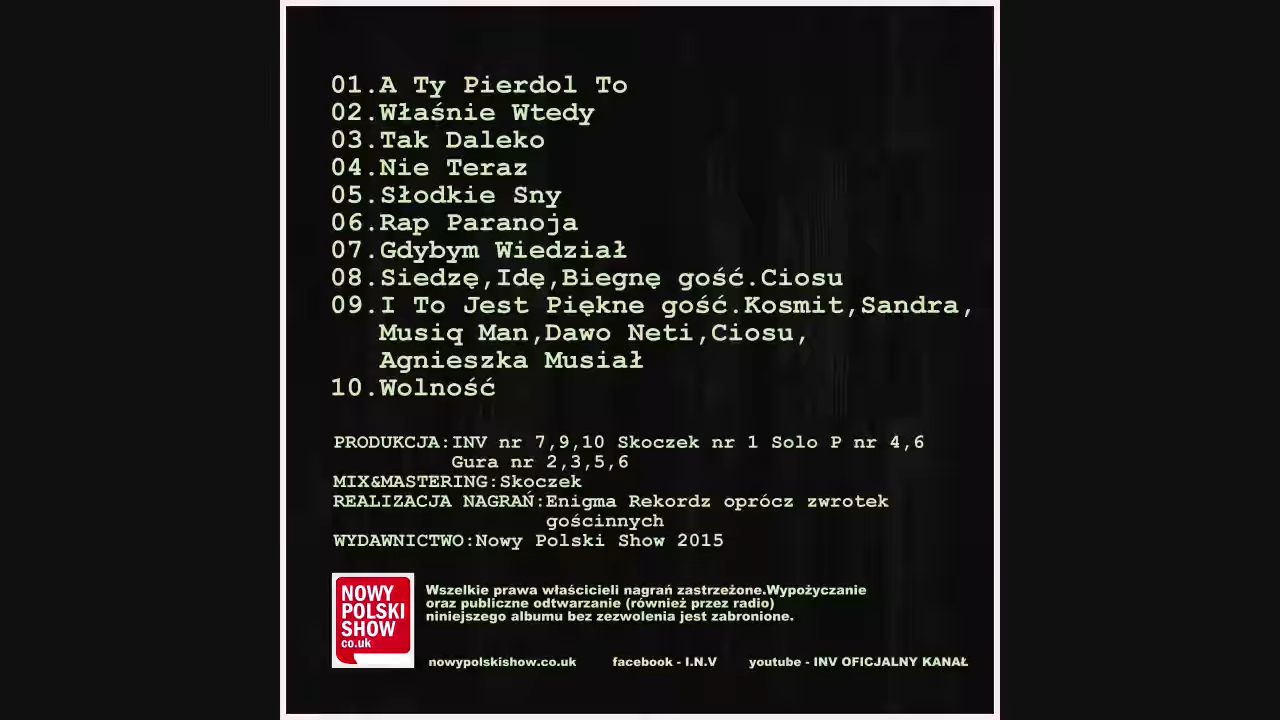 01.A Ty Pierdol To
02.Właśnie Wtedy
03.Tak Daleko
04.Nie Teraz
05.Słodkie Sny
06.Rap Paranoja
07.Gdybym Wiedział
08.Siedzę,Idę,Biegnę gość.Ciosu
09.I To Jest Piękne gość.Kosmit,Sandra,
Musiq Man,Dawo Neti,Ciosu,
Agnieszka Musiał
10.Wolność
PRODUKCJA:INV nr 7,9,10 Skoczek nr 1 Solo P nr 4,6
Gura nr 2,3,5,6
MIX&MASTERING:Skoczek
REALIZACJA NAGRAŃ:Enigma Rekordz oprócz zwrotek
gościnnych
WYDAWNICTWO:Nowy Polski Show 2015
NOWY
POLSKI
SHOW
co.uk
Wszelkie prawa właścicieli nagrań zastrzeżone.Wypożyczanie
oraz publiczne odtwarzanie (również przez radio)
niniejszego albumu bez zezwolenia jest zabronione.
nowypolskishow.co.uk facebook - I.N.V youtube - INV OFICJALNY KANAŁ